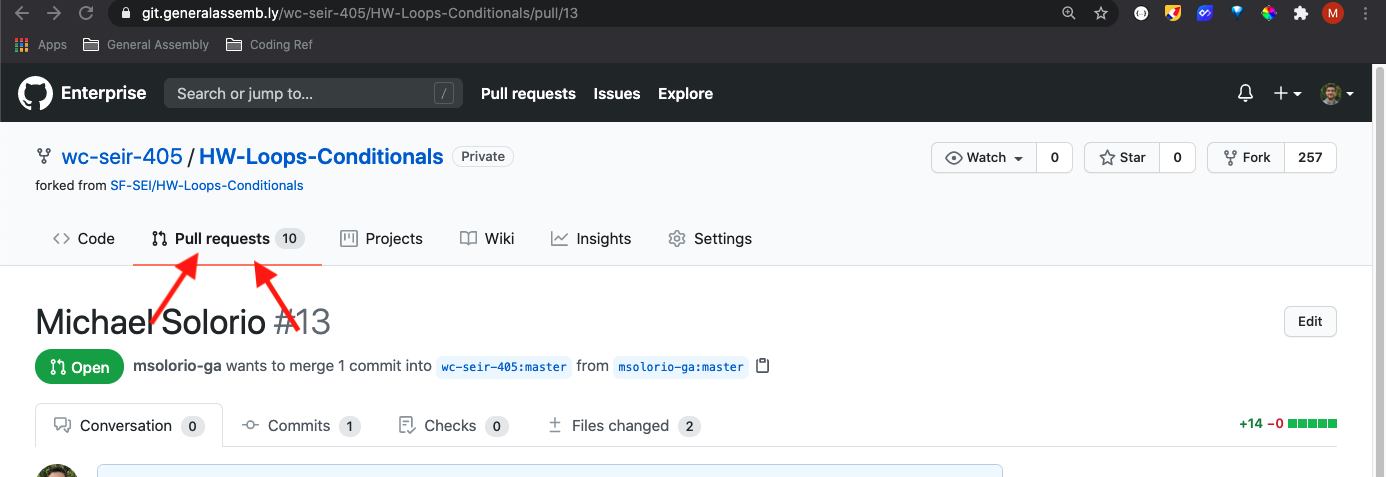 git.generalassemb.ly/wc-seir-405/HW-Loops-Conditionals/pull/13
M
Apps General Assembly Coding Ref
Enterprise Search or jump to... / Pull requests Issues Explore
wc-seir-405 / HW-Loops-Conditionals Private
Watch 0 Star 0 Fork 257
forked from SF-SEI/HW-Loops-Conditionals
Code Pull requests 10 Projects Wiki Insights Settings
Michael Solorio #13
Edit
Open msolorio-ga wants to merge 1 commit into wc-seir-405:master from msolorio-ga:master
Conversation 0 Commits 1 Checks 0 Files changed 2
+14 −0